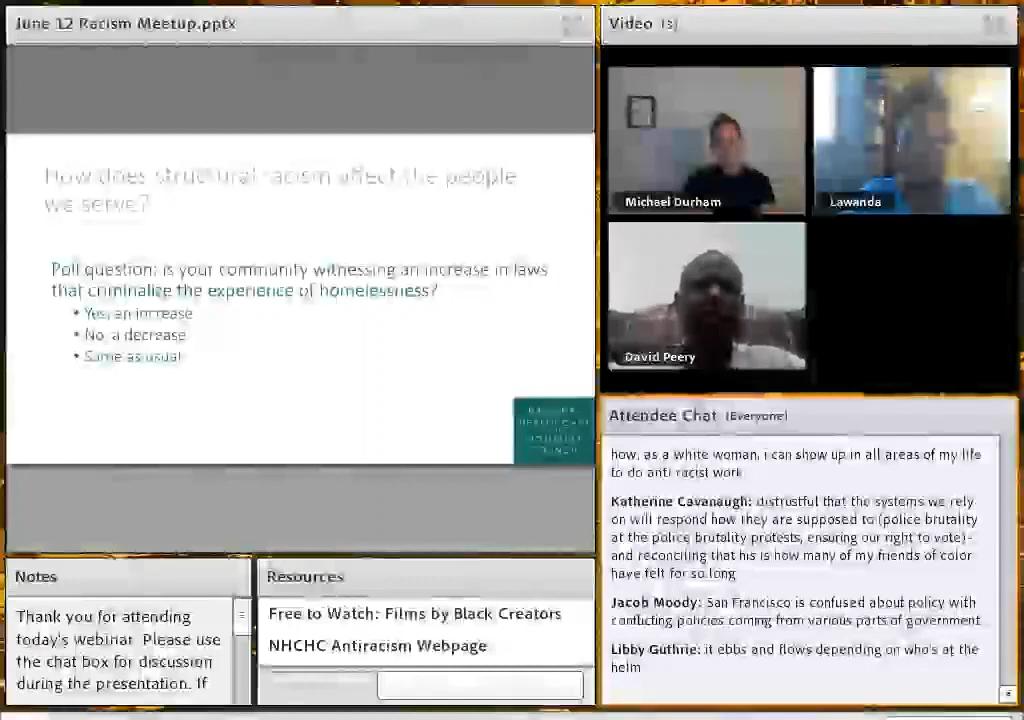 June 12 Racism Meetup.pptx
How does structural racism affect the people
we serve?
Poll question: is your community witnessing an increase in laws
that criminalize the experience of homelessness?
• Yes, an increase
• No, a decrease
• Same as usual
Notes
Thank you for attending
today's webinar. Please use
the chat box for discussion
during the presentation. If
Resources
Free to Watch: Films by Black Creators
NHCHC Antiracism Webpage
Video (3)
Michael Durham
Lawanda
David Peery
Attendee Chat (Everyone)
how, as a white woman, i can show up in all areas of my life
to do anti racist work
Katherine Cavanaugh: distrustful that the systems we rely
on will respond how they are supposed to (police brutality
at the police brutality protests, ensuring our right to vote)-
and reconciling that his is how many of my friends of color
have felt for so long
Jacob Moody: San Francisco is confused about policy with
conflicting policies coming from various parts of government
Libby Guthrie: it ebbs and flows depending on who's at the
helm